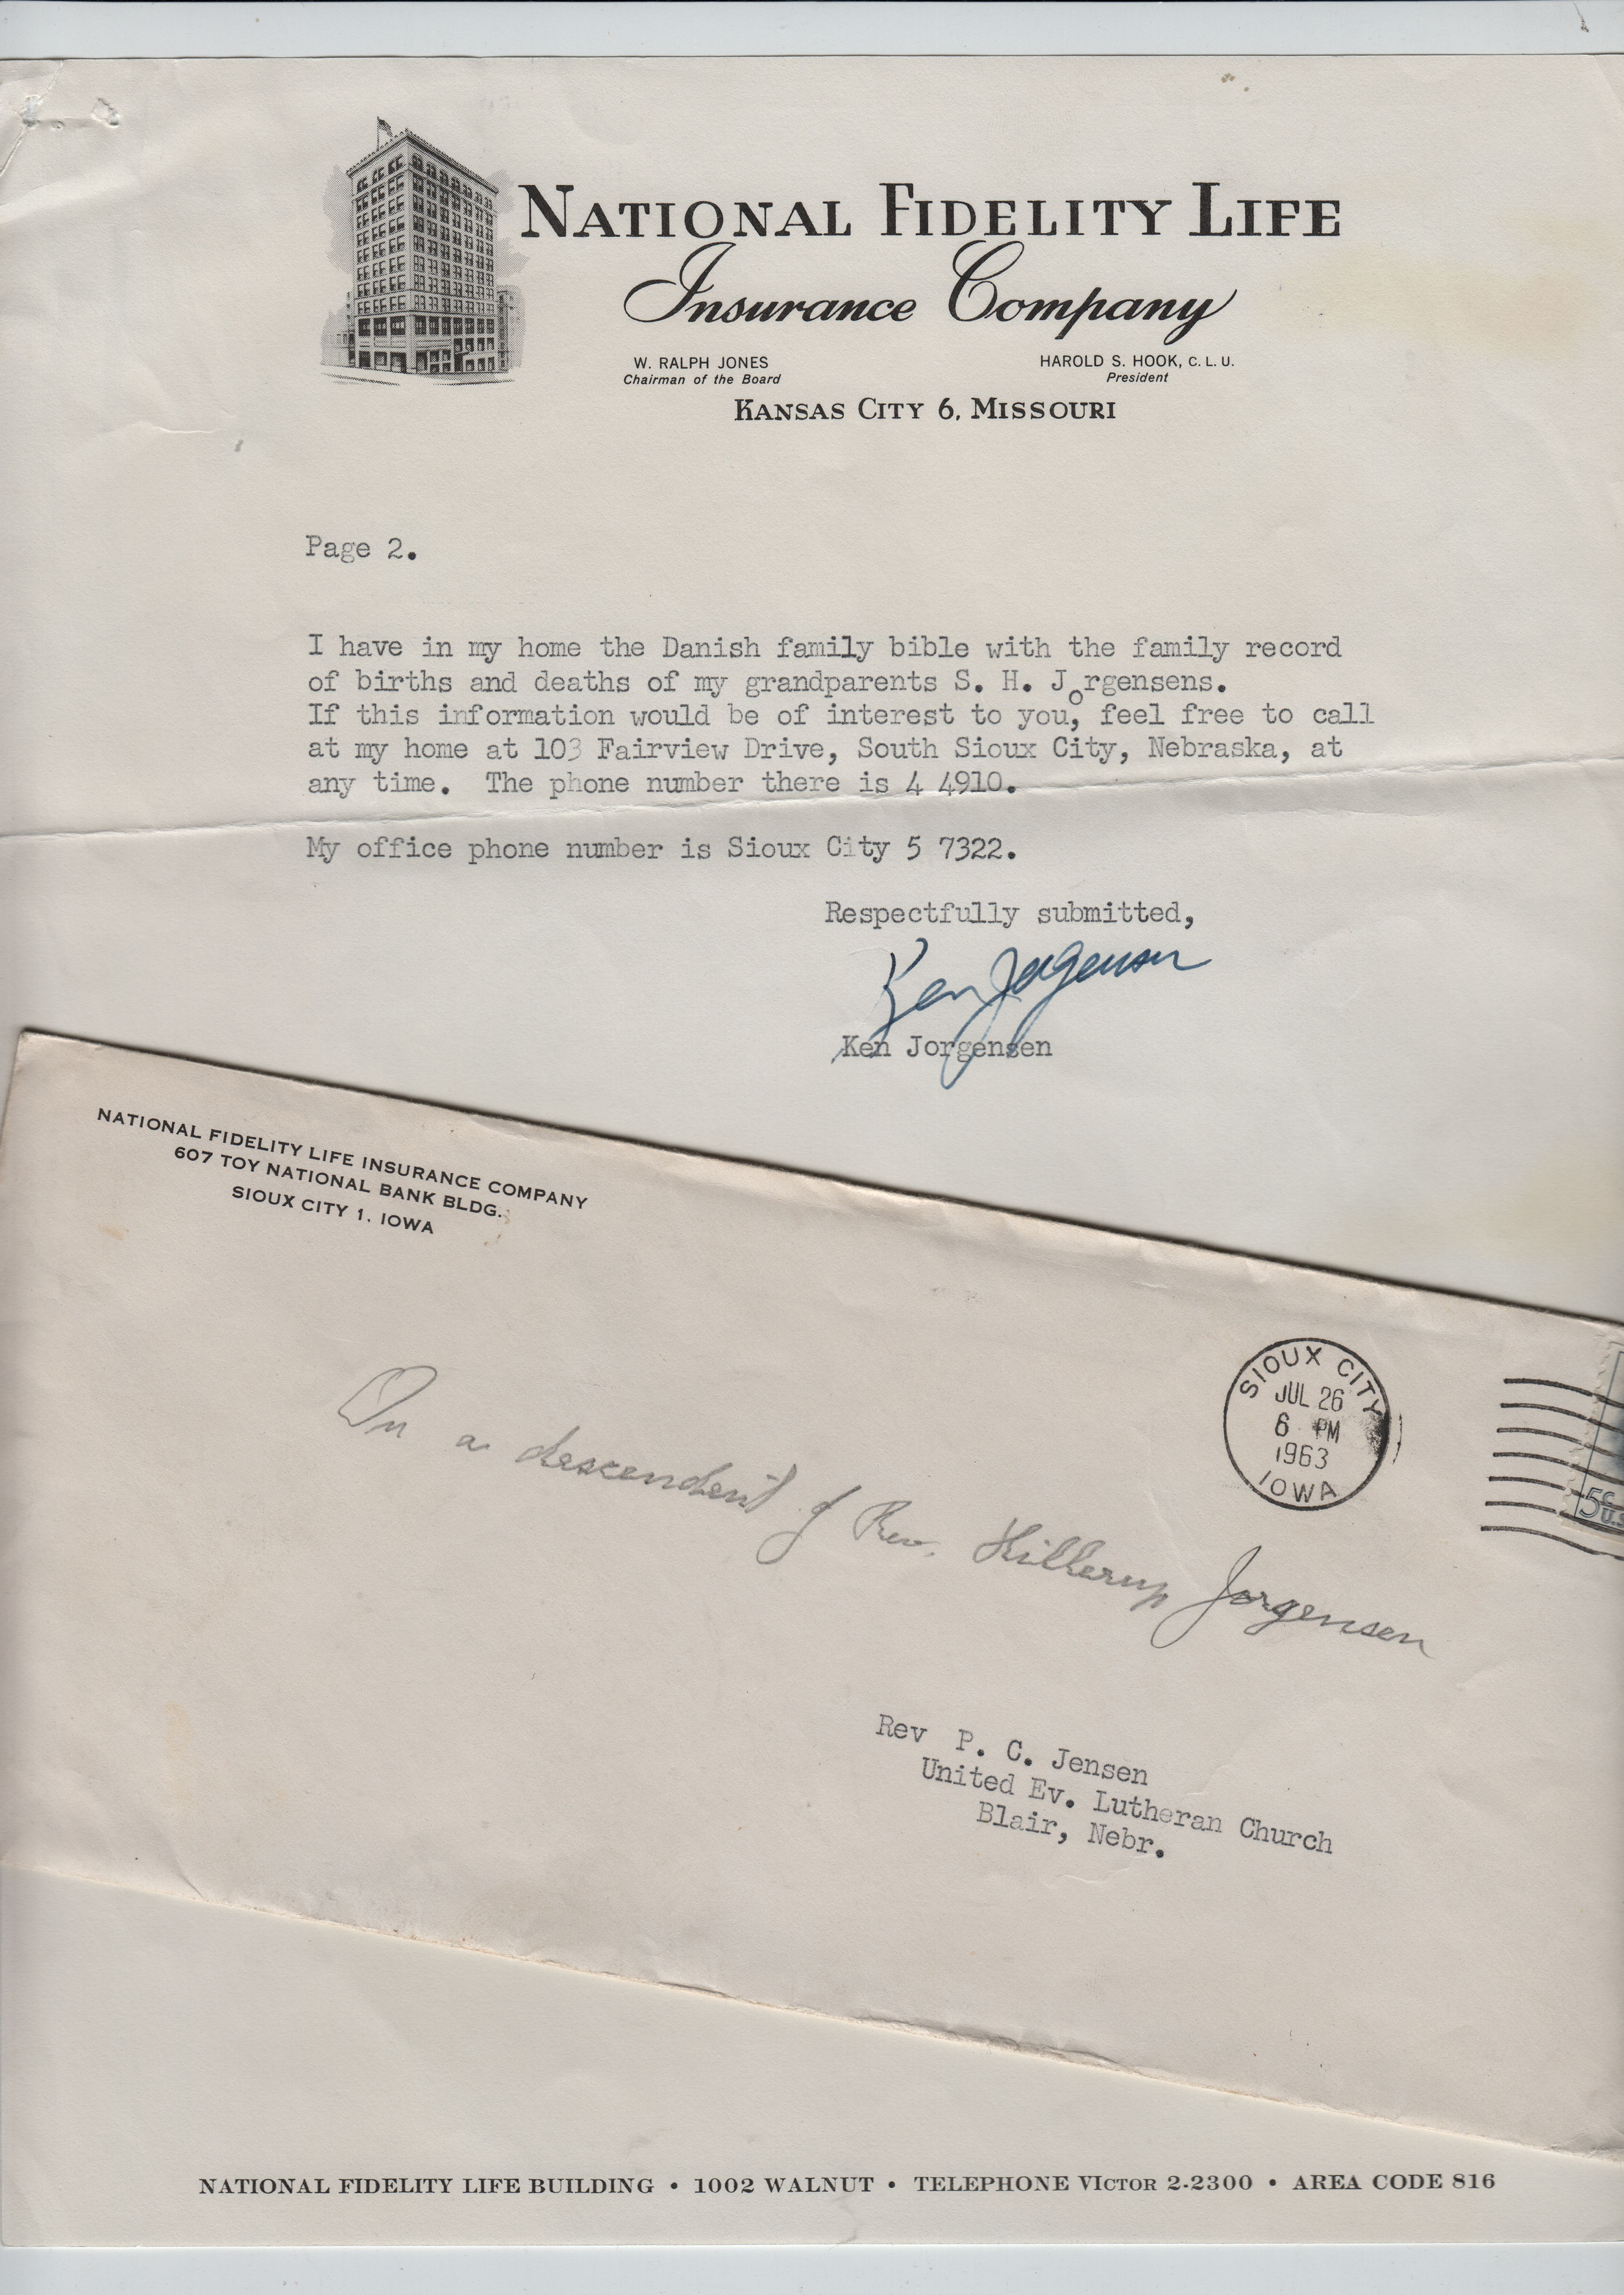 NATIONAL FIDELITY LIFE
Insurance Company
W. RALPH JONES
Chairman of the Board
HAROLD S. HOOK, C. L. U.
President
KANSAS CITY 6, MISSOURI
Page 2.
I have in my home the Danish family bible with the family record
of births and deaths of my grandparents S. H. Jorgensens.
If this information would be of interest to you, feel free to call
at my home at 103 Fairview Drive, South Sioux City, Nebraska, at
any time. The phone number there is 4 4910.
My office phone number is Sioux City 5 7322.
Respectfully submitted,
Ken Jorgensen
Ken Jorgensen
NATIONAL FIDELITY LIFE INSURANCE COMPANY
607 TOY NATIONAL BANK BLDG.
SIOUX CITY 1, IOWA
SIOUX CITY
JUL 26
6 PM
1963
IOWA
5c
U.S.
On a descendent of Rev. Hillerup Jorgensen
Rev P. C. Jensen
United Ev. Lutheran Church
Blair, Nebr.
NATIONAL FIDELITY LIFE BUILDING • 1002 WALNUT • TELEPHONE VICTOR 2-2300 • AREA CODE 816